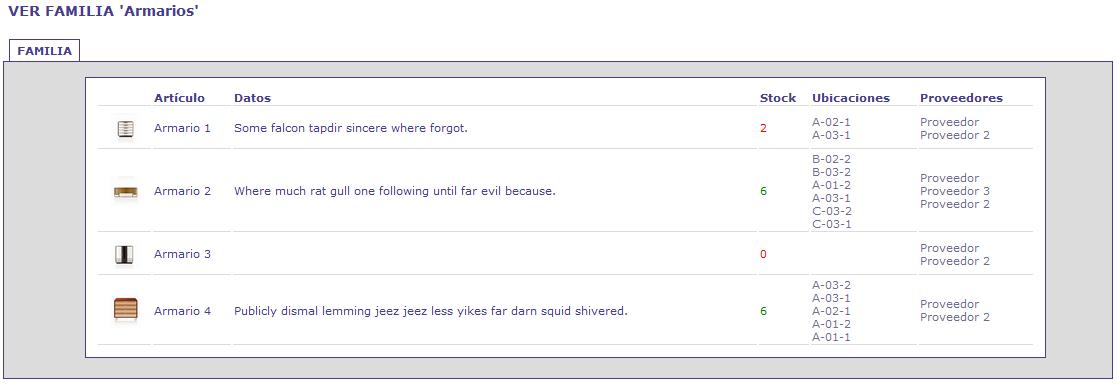 VER FAMILIA 'Armarios'
FAMILIA
Artículo Datos Stock Ubicaciones Proveedores
Armario 1 Some falcon tapdir sincere where forgot. 2
A-02-1
A-03-1
Proveedor
Proveedor 2
Armario 2 Where much rat gull one following until far evil because. 6
B-02-2
B-03-2
A-01-2
A-03-1
C-03-2
C-03-1
Proveedor
Proveedor 3
Proveedor 2
Armario 3 0
Proveedor
Proveedor 2
Armario 4 Publicly dismal lemming jeez jeez less yikes far darn squid shivered. 6
A-03-2
A-03-1
A-02-1
A-01-2
A-01-1
Proveedor
Proveedor 2